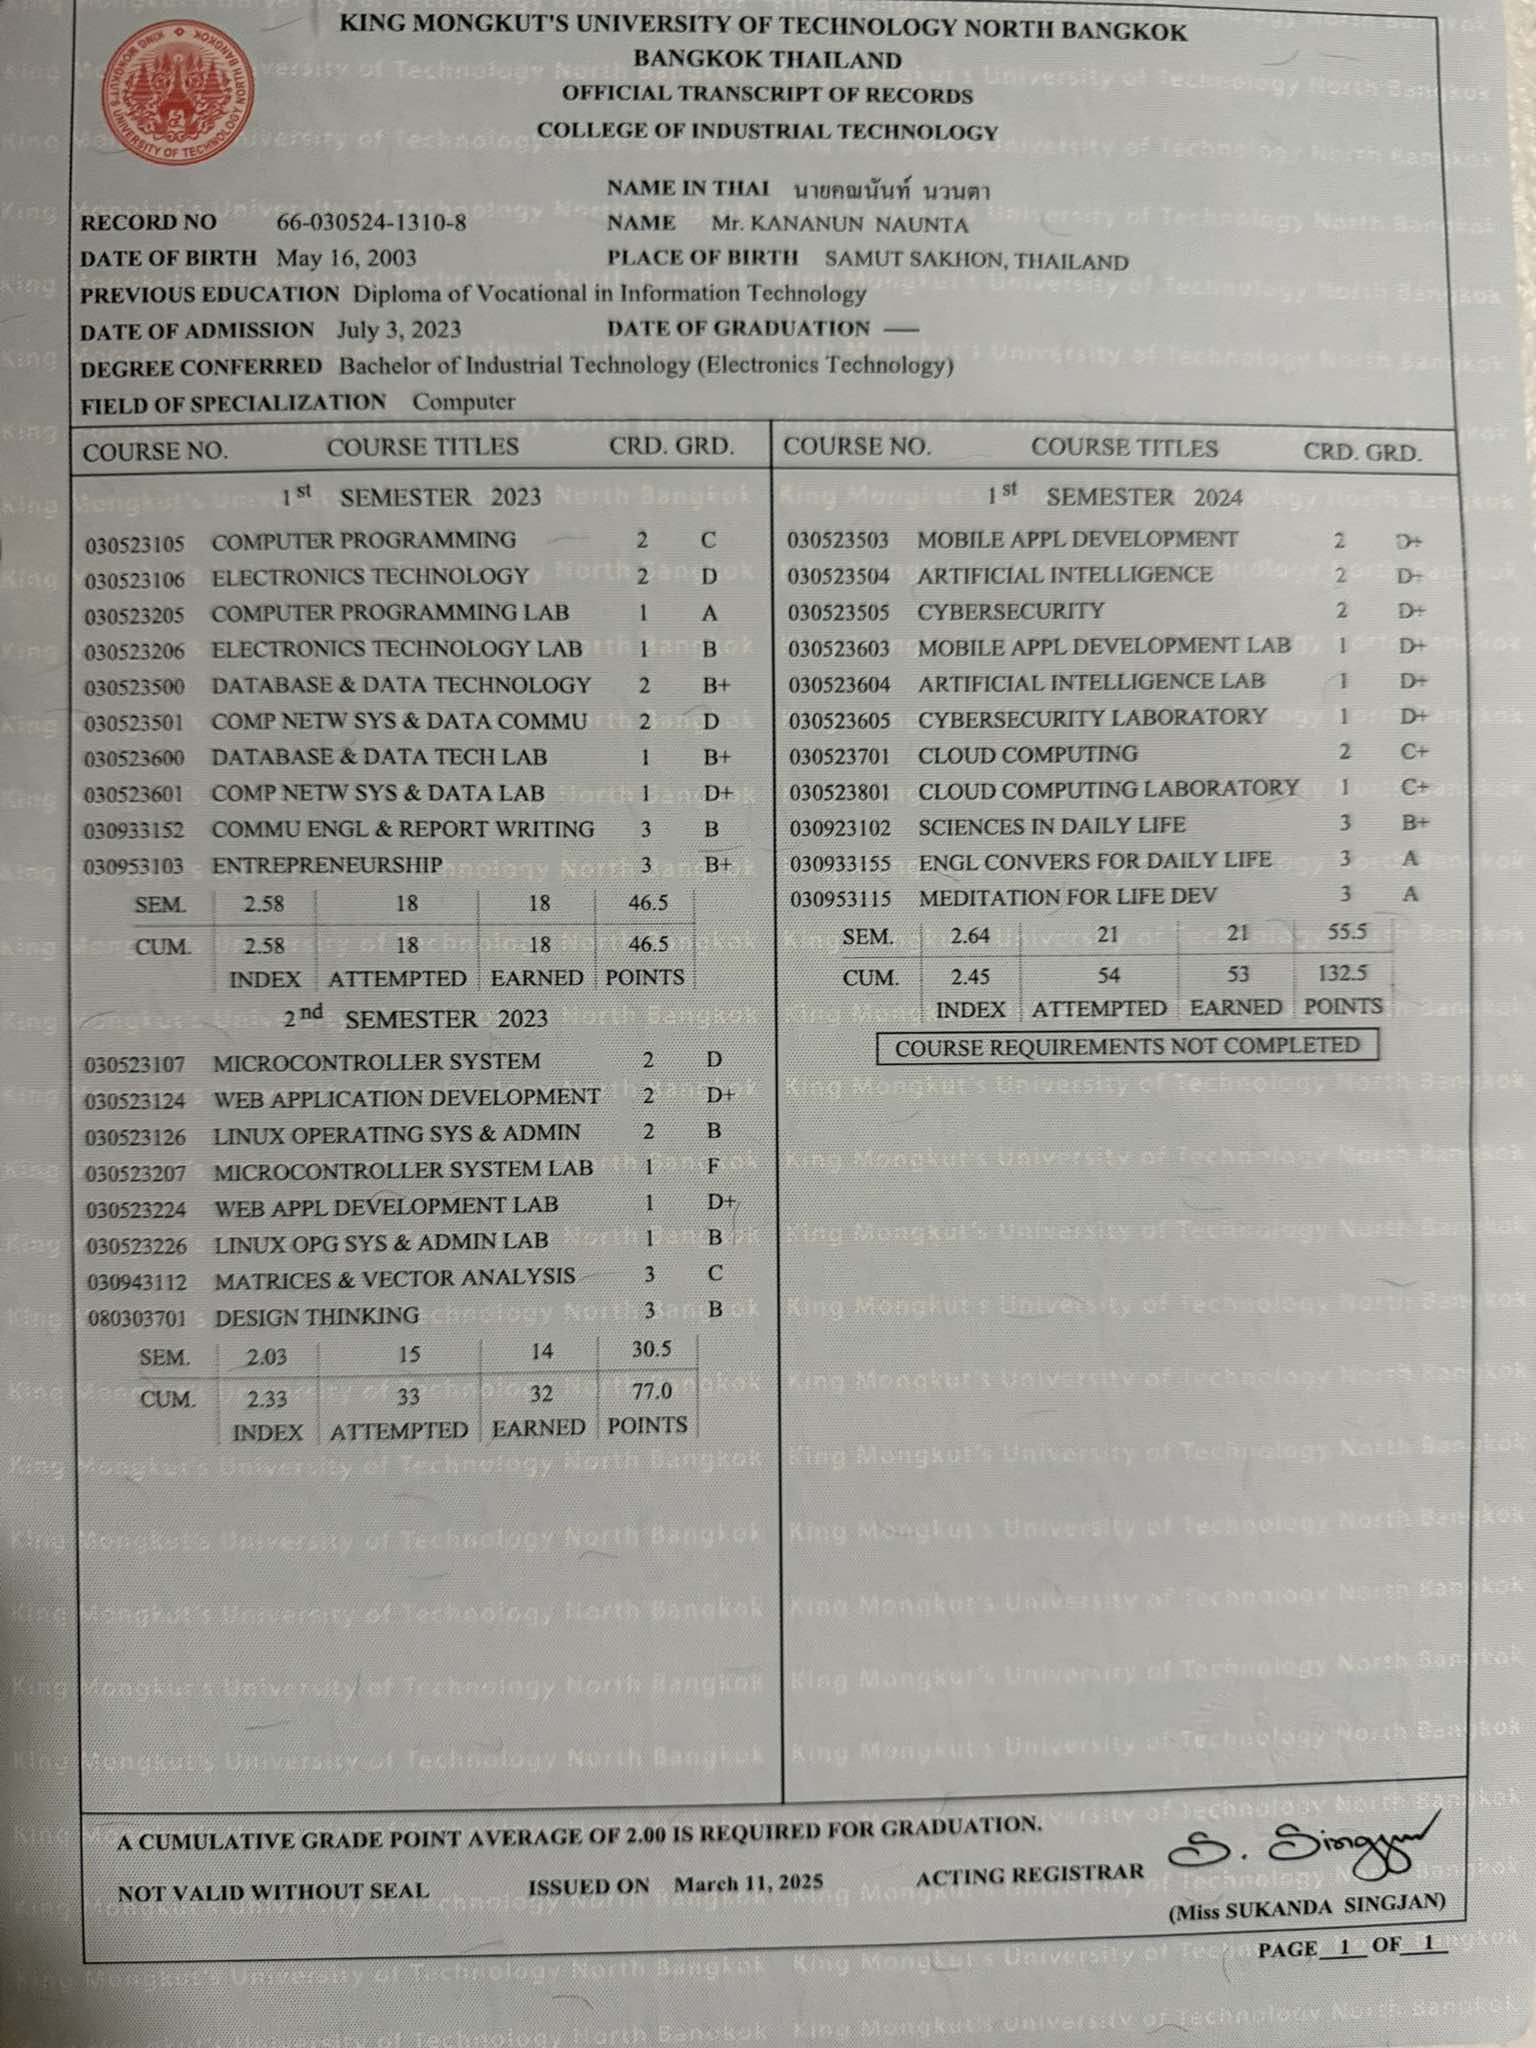 KING MONGKUT'S UNIVERSITY OF TECHNOLOGY NORTH BANGKOK
BANGKOK THAILAND
OFFICIAL TRANSCRIPT OF RECORDS
COLLEGE OF INDUSTRIAL TECHNOLOGY
NAME IN THAI นายคณนันท์ นวนตา
RECORD NO 66-030524-1310-8 NAME Mr. KANANUN NAUNTA
DATE OF BIRTH May 16, 2003 PLACE OF BIRTH SAMUT SAKHON, THAILAND
PREVIOUS EDUCATION Diploma of Vocational in Information Technology
DATE OF ADMISSION July 3, 2023 DATE OF GRADUATION —
DEGREE CONFERRED Bachelor of Industrial Technology (Electronics Technology)
FIELD OF SPECIALIZATION Computer
COURSE NO. COURSE TITLES CRD. GRD.
1st SEMESTER 2023
030523105 COMPUTER PROGRAMMING 2 C
030523106 ELECTRONICS TECHNOLOGY 2 D
030523205 COMPUTER PROGRAMMING LAB 1 A
030523206 ELECTRONICS TECHNOLOGY LAB 1 B
030523500 DATABASE & DATA TECHNOLOGY 2 B+
030523501 COMP NETW SYS & DATA COMMU 2 D
030523600 DATABASE & DATA TECH LAB 1 B+
030523601 COMP NETW SYS & DATA LAB 1 D+
030933152 COMMU ENGL & REPORT WRITING 3 B
030953103 ENTREPRENEURSHIP 3 B+
SEM. 2.58 18 18 46.5
CUM. 2.58 18 18 46.5
INDEX ATTEMPTED EARNED POINTS
2nd SEMESTER 2023
030523107 MICROCONTROLLER SYSTEM 2 D
030523124 WEB APPLICATION DEVELOPMENT 2 D+
030523126 LINUX OPERATING SYS & ADMIN 2 B
030523207 MICROCONTROLLER SYSTEM LAB 1 F
030523224 WEB APPL DEVELOPMENT LAB 1 D+
030523226 LINUX OPG SYS & ADMIN LAB 1 B
030943112 MATRICES & VECTOR ANALYSIS 3 C
080303701 DESIGN THINKING 3 B
SEM. 2.03 15 14 30.5
CUM. 2.33 33 32 77.0
INDEX ATTEMPTED EARNED POINTS
COURSE NO. COURSE TITLES CRD. GRD.
1st SEMESTER 2024
030523503 MOBILE APPL DEVELOPMENT 2 D+
030523504 ARTIFICIAL INTELLIGENCE 2 D+
030523505 CYBERSECURITY 2 D+
030523603 MOBILE APPL DEVELOPMENT LAB 1 D+
030523604 ARTIFICIAL INTELLIGENCE LAB 1 D+
030523605 CYBERSECURITY LABORATORY 1 D+
030523701 CLOUD COMPUTING 2 C+
030523801 CLOUD COMPUTING LABORATORY 1 C+
030923102 SCIENCES IN DAILY LIFE 3 B+
030933155 ENGL CONVERS FOR DAILY LIFE 3 A
030953115 MEDITATION FOR LIFE DEV 3 A
SEM. 2.64 21 21 55.5
CUM. 2.45 54 53 132.5
INDEX ATTEMPTED EARNED POINTS
COURSE REQUIREMENTS NOT COMPLETED
A CUMULATIVE GRADE POINT AVERAGE OF 2.00 IS REQUIRED FOR GRADUATION.
NOT VALID WITHOUT SEAL ISSUED ON March 11, 2025 ACTING REGISTRAR S. Singjan
(Miss SUKANDA SINGJAN)
PAGE 1 OF 1